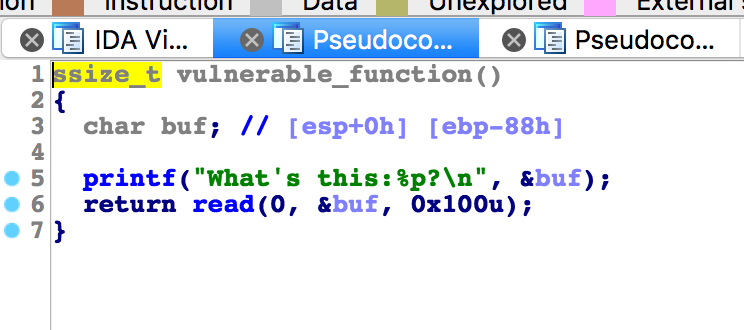 ion Instruction Data Unexplored External s
IDA Vi... Pseudoco... Pseudoco...
1 ssize_t vulnerable_function()
2 {
3 char buf; // [esp+0h] [ebp-88h]
4
5 printf("What's this:%p?\n", &buf);
6 return read(0, &buf, 0x100u);
7 }